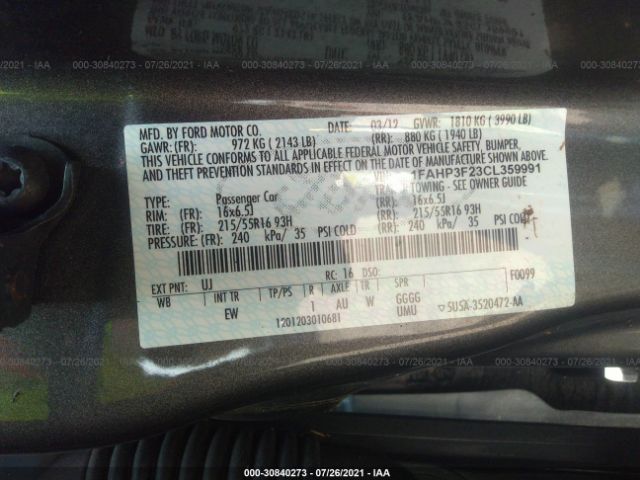 000-30840273 - 07/26/2021 - IAA
MFD. BY FORD MOTOR CO.
DATE: 03/12 GVWR: 1810 KG ( 3990 LB)
GAWR: (FR): 972 KG ( 2143 LB) (RR): 880 KG ( 1940 LB)
THIS VEHICLE CONFORMS TO ALL APPLICABLE FEDERAL MOTOR VEHICLE SAFETY, BUMPER,
AND THEFT PREVENTION STANDARDS IN EFFECT ON THE DATE OF MANUFACTURE SHOWN ABOVE.
1FAHP3F23CL359991
TYPE: Passenger Car TRAILER TOWING - SEE OWNER GUIDE
RIM: (FR): 16x6.5J (RR): 16x6.5J
TIRE: (FR): 215/55R16 93H (RR): 215/55R16 93H
PRESSURE: (FR): 240 kPa/ 35 PSI COLD (RR): 240 kPa/ 35 PSI COLD
EXT PNT: UJ RC: 16 DSO: F0099
WB INT TR TP/PS R AXLE TR SPR
EW 1 AU W GGGG
UMU
1201203010681
▽5USA-3520472-AA
000-30840273 - 07/26/2021 - IAA